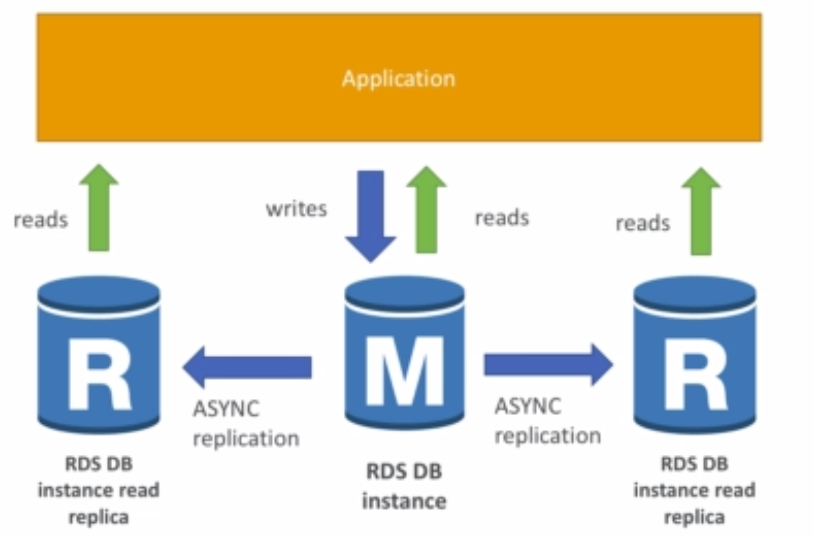 Application
reads
writes
reads
reads
R
M
R
ASYNC
replication
ASYNC
replication
RDS DB
instance read
replica
RDS DB
instance
RDS DB
instance read
replica